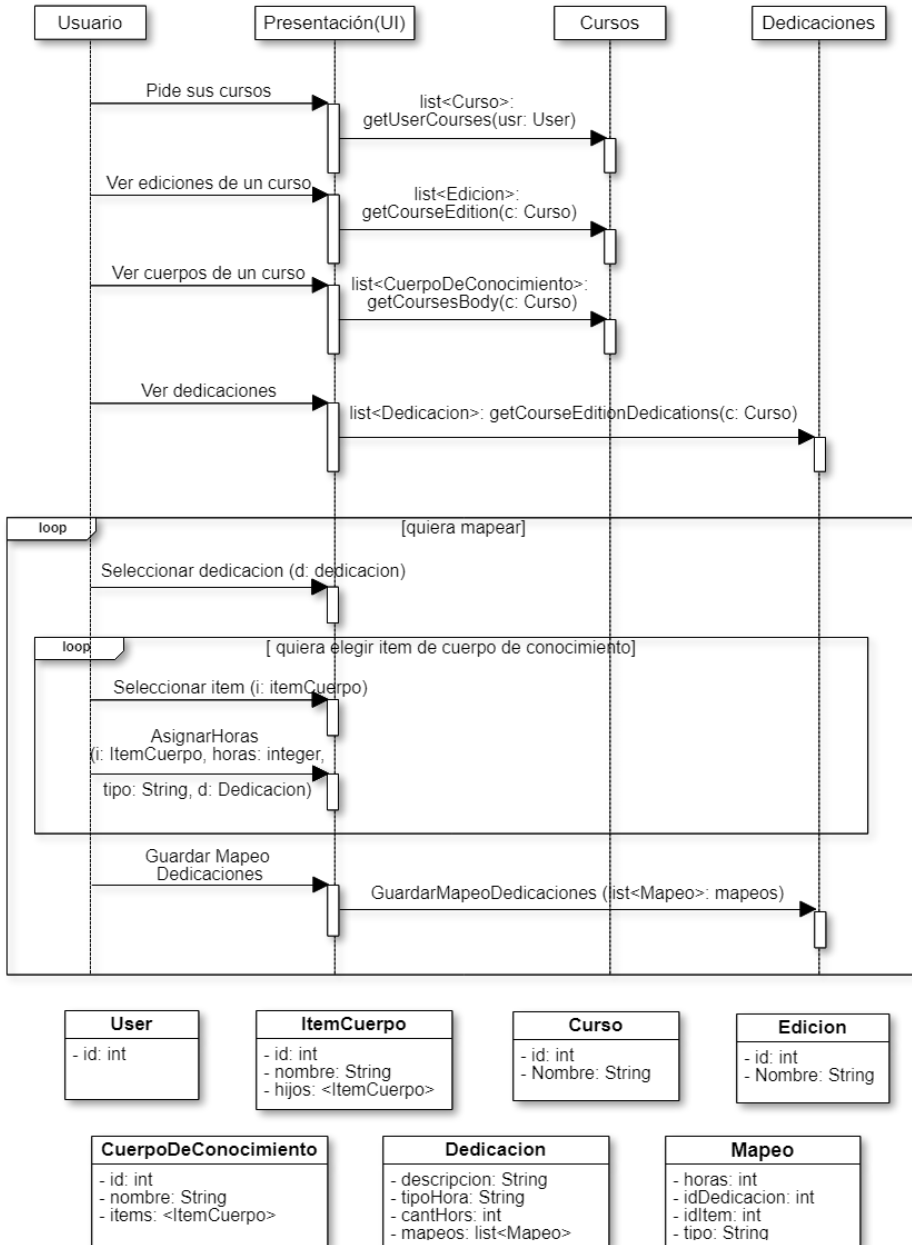 Usuario
Presentación(UI)
Cursos
Dedicaciones
Pide sus cursos
list<Curso>:
getUserCourses(usr: User)
Ver ediciones de un curso
list<Edicion>:
getCourseEdition(c: Curso)
Ver cuerpos de un curso
list<CuerpoDeConocimiento>:
getCoursesBody(c: Curso)
Ver dedicaciones
list<Dedicacion>: getCourseEditionDedications(c: Curso)
loop
[quiera mapear]
Seleccionar dedicacion (d: dedicacion)
loop
[ quiera elegir item de cuerpo de conocimiento]
Seleccionar item (i: itemCuerpo)
AsignarHoras
(i: ItemCuerpo, horas: integer,
tipo: String, d: Dedicacion)
Guardar Mapeo
Dedicaciones
GuardarMapeoDedicaciones (list<Mapeo>: mapeos)
User
- id: int
ItemCuerpo
- id: int
- nombre: String
- hijos: <ItemCuerpo>
Curso
- id: int
- Nombre: String
Edicion
- id: int
- Nombre: String
CuerpoDeConocimiento
- id: int
- nombre: String
- items: <ItemCuerpo>
Dedicacion
- descripcion: String
- tipoHora: String
- cantHors: int
- mapeos: list<Mapeo>
Mapeo
- horas: int
- idDedicacion: int
- idItem: int
- tipo: String